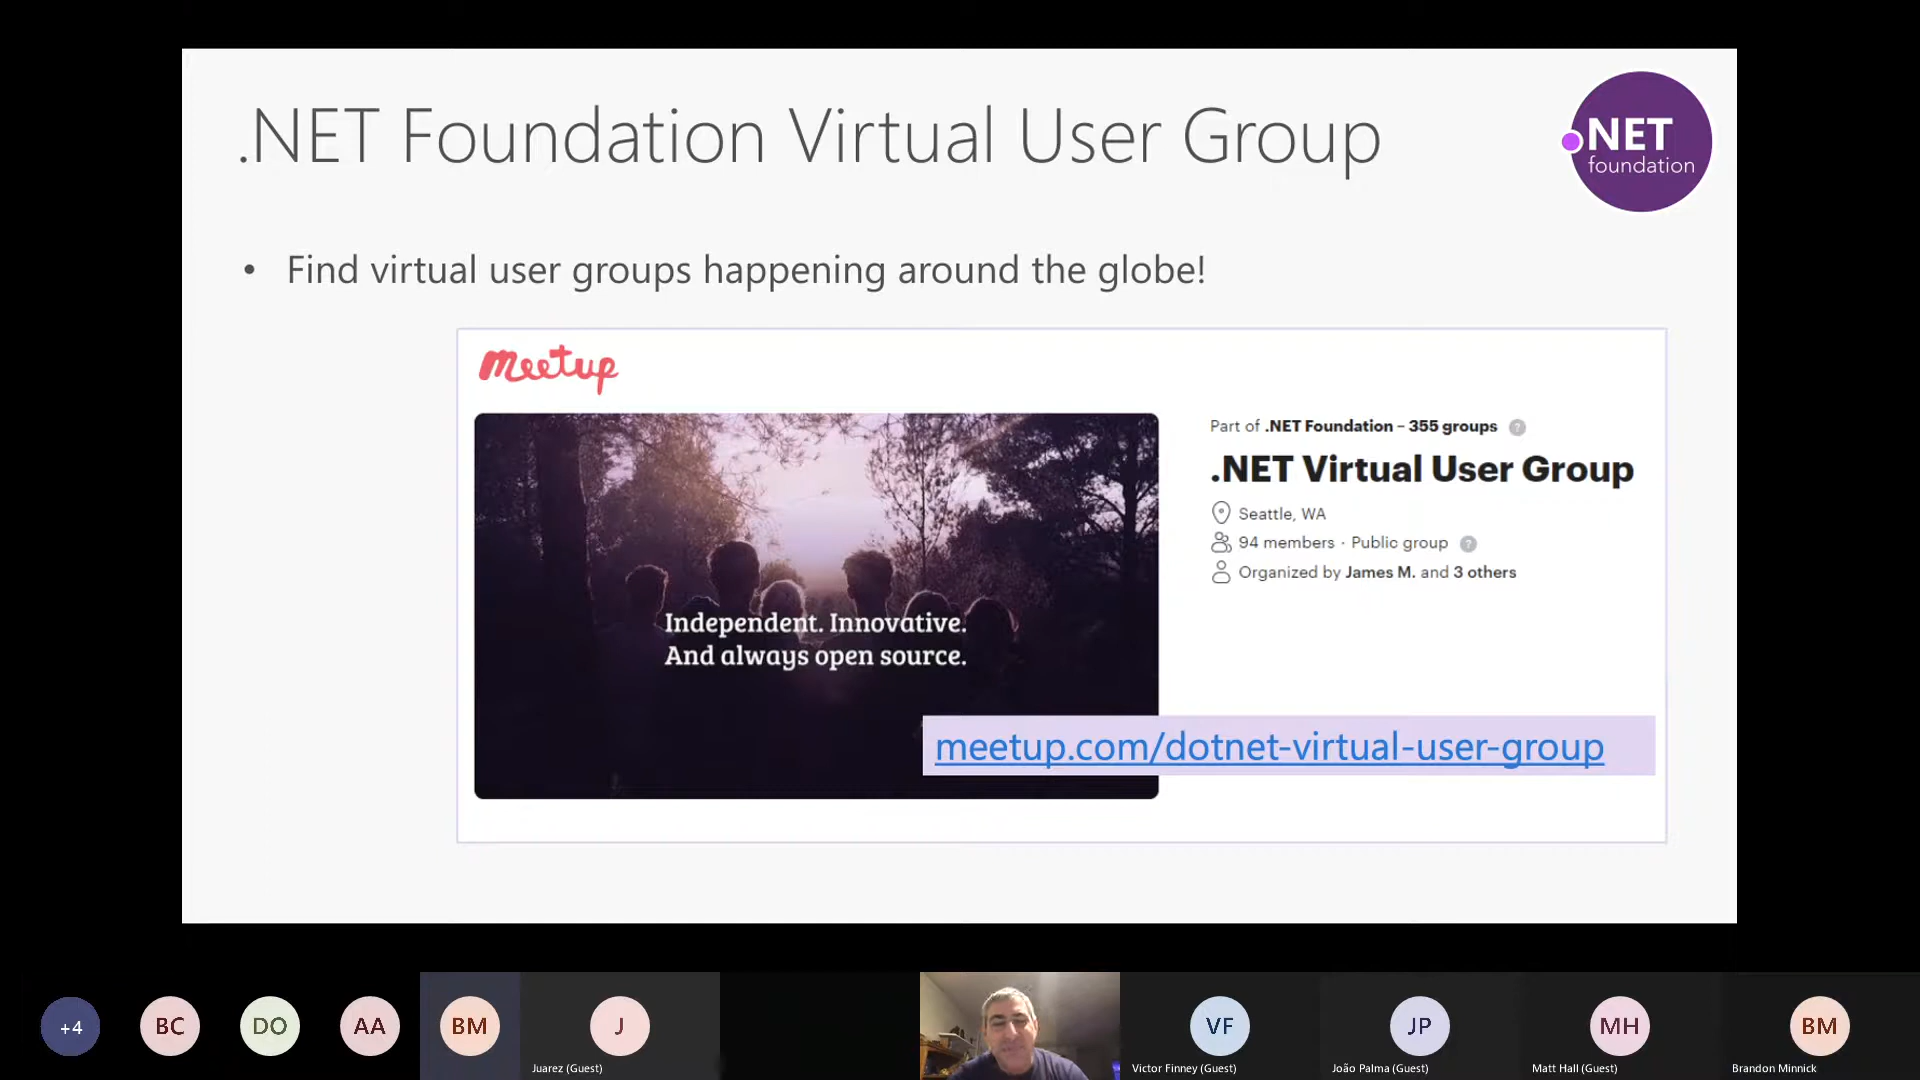 .NET Foundation Virtual User Group
.NET
foundation
• Find virtual user groups happening around the globe!
meetup
Part of .NET Foundation – 355 groups ?
.NET Virtual User Group
Seattle, WA
94 members · Public group ?
Organized by James M. and 3 others
Independent. Innovative.
And always open source.
meetup.com/dotnet-virtual-user-group
+4
BC
DO
AA
BM
J
VF
JP
MH
BM
Juarez (Guest)
Victor Finney (Guest)
João Palma (Guest)
Matt Hall (Guest)
Brandon Minnick